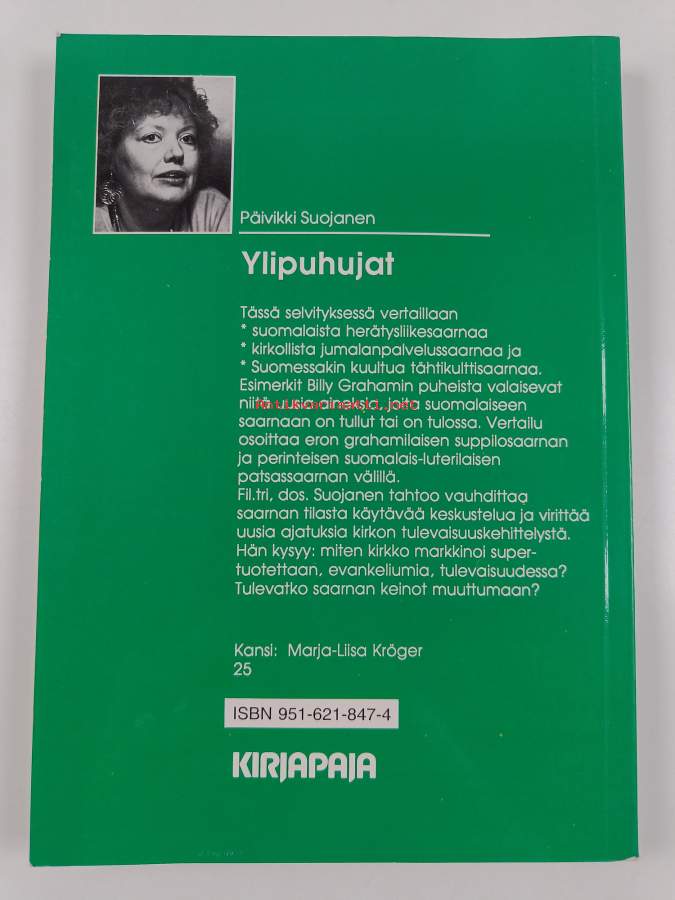 Päivikki Suojanen
Ylipuhujat
Tässä selvityksessä vertaillaan
* suomalaista herätysliikesaarnaa
* kirkollista jumalanpalvelussaarnaa ja
* Suomessakin kuultua tähtikulttisaarnaa.
Esimerkit Billy Grahamin puheista valaisevat
niitä uusia aineksia, joita suomalaiseen
saarnaan on tullut tai on tulossa. Vertailu
osoittaa eron grahamilaisen suppilosaarnan
ja perinteisen suomalais-luterilaisen
patsassaarnan välillä.
Fil.tri, dos. Suojanen tahtoo vauhdittaa
saarnan tilasta käytävää keskustelua ja virittää
uusia ajatuksia kirkon tulevaisuuskehittelystä.
Hän kysyy: miten kirkko markkinoi super-
tuotettaan, evankeliumia, tulevaisuudessa?
Tulevatko saarnan keinot muuttumaan?
Kansi: Marja-Liisa Kröger
25
ISBN 951-621-847-4
KIRJAPAJA